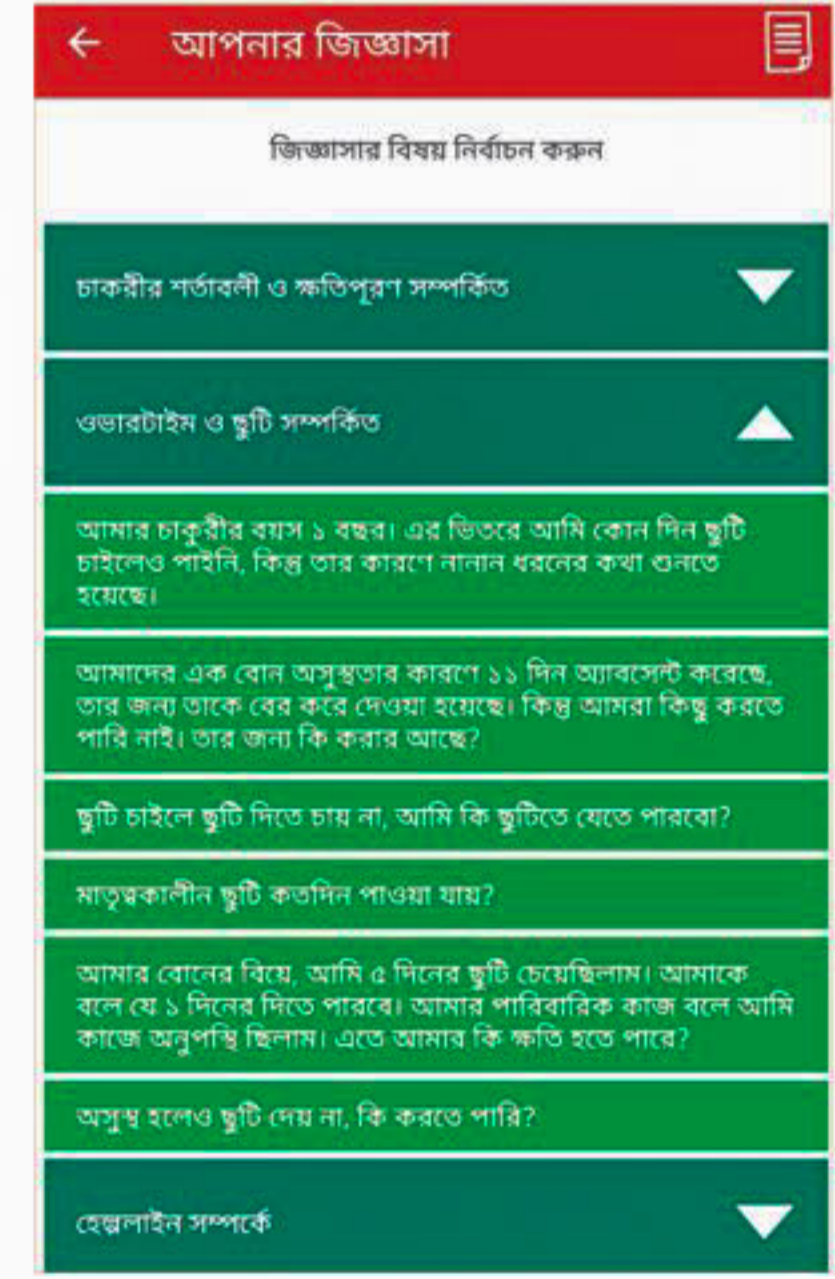 আপনার জিজ্ঞাসা
জিজ্ঞাসার বিষয় নির্বাচন করুন
চাকরীর শর্তাবলী ও ক্ষতিপূরণ সম্পর্কিত
ওভারটাইম ও ছুটি সম্পর্কিত
আমার চাকুরীর বয়স ১ বছর। এর ভিতরে আমি কোন দিন ছুটি
চাইলেও পাইনি, কিন্তু তার কারণে নানান ধরনের কথা শুনতে
হয়েছে।
আমাদের এক বোন অসুস্থতার কারণে ১১ দিন অ্যাবসেন্ট করেছে,
তার জন্য তাকে বের করে দেওয়া হয়েছে। কিন্তু আমরা কিছু করতে
পারি নাই। তার জন্য কি করার আছে?
ছুটি চাইলে ছুটি দিতে চায় না, আমি কি ছুটিতে যেতে পারবো?
মাতৃত্বকালীন ছুটি কতদিন পাওয়া যায়?
আমার বোনের বিয়ে, আমি ৫ দিনের ছুটি চেয়েছিলাম। আমাকে
বলে যে ১ দিনের দিতে পারবে। আমার পারিবারিক কাজ বলে আমি
কাজে অনুপস্থি ছিলাম। এতে আমার কি ক্ষতি হতে পারে?
অসুস্থ হলেও ছুটি দেয় না, কি করতে পারি?
হেল্পলাইন সম্পর্কে